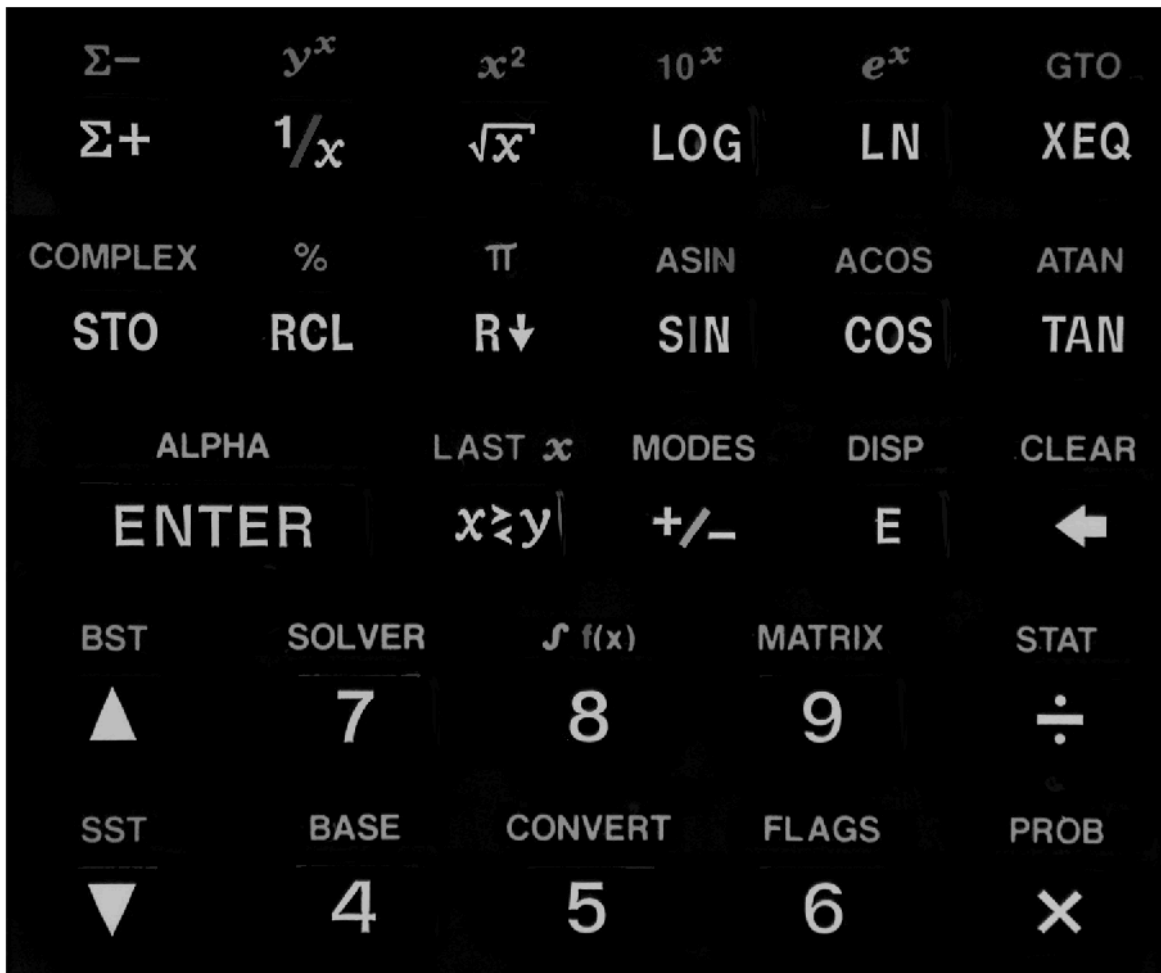 Σ− yˣ x² 10ˣ eˣ GTO
Σ+ 1/x √x LOG LN XEQ
COMPLEX % π ASIN ACOS ATAN
STO RCL R↓ SIN COS TAN
ALPHA LAST x MODES DISP CLEAR
ENTER x≷y +/− E ←
BST SOLVER ∫ f(x) MATRIX STAT
▲ 7 8 9 ÷
SST BASE CONVERT FLAGS PROB
▼ 4 5 6 ×